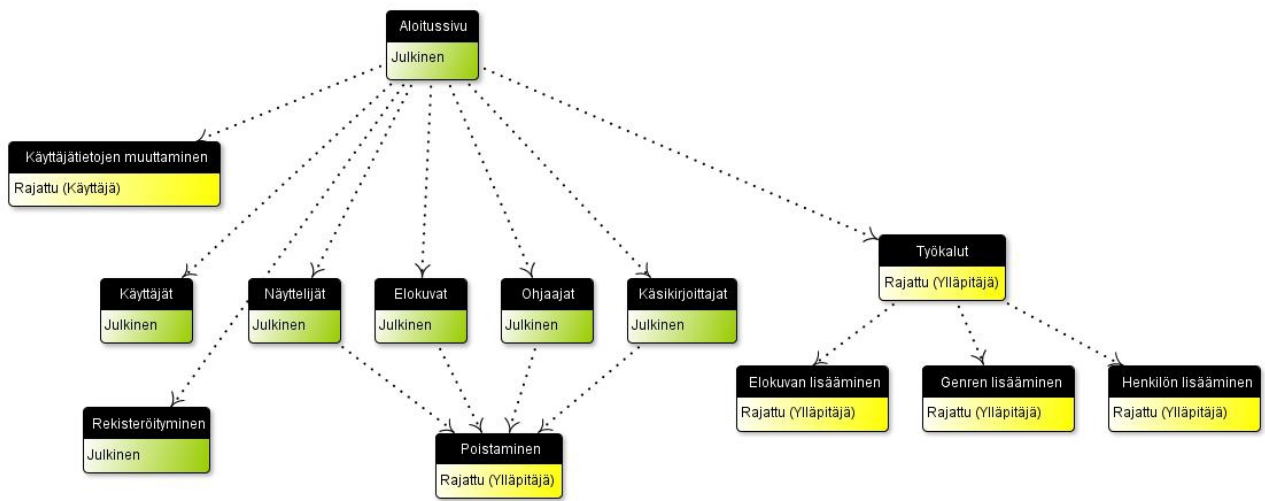 Aloitussivu
Julkinen
Käyttäjätietojen muuttaminen
Rajattu (Käyttäjä)
Työkalut
Rajattu (Ylläpitäjä)
Käyttäjät
Julkinen
Näyttelijät
Julkinen
Elokuvat
Julkinen
Ohjaajat
Julkinen
Käsikirjoittajat
Julkinen
Elokuvan lisääminen
Rajattu (Ylläpitäjä)
Genren lisääminen
Rajattu (Ylläpitäjä)
Henkilön lisääminen
Rajattu (Ylläpitäjä)
Rekisteröityminen
Julkinen
Poistaminen
Rajattu (Ylläpitäjä)